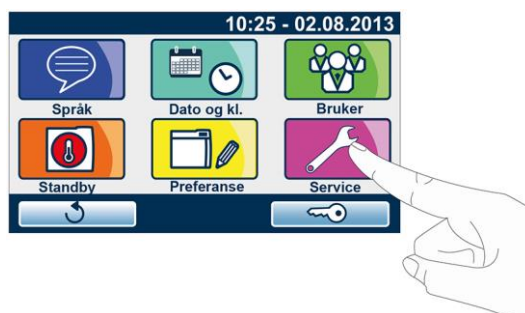 10:25 - 02.08.2013
Språk
Dato og kl.
Bruker
Standby
Preferanse
Service